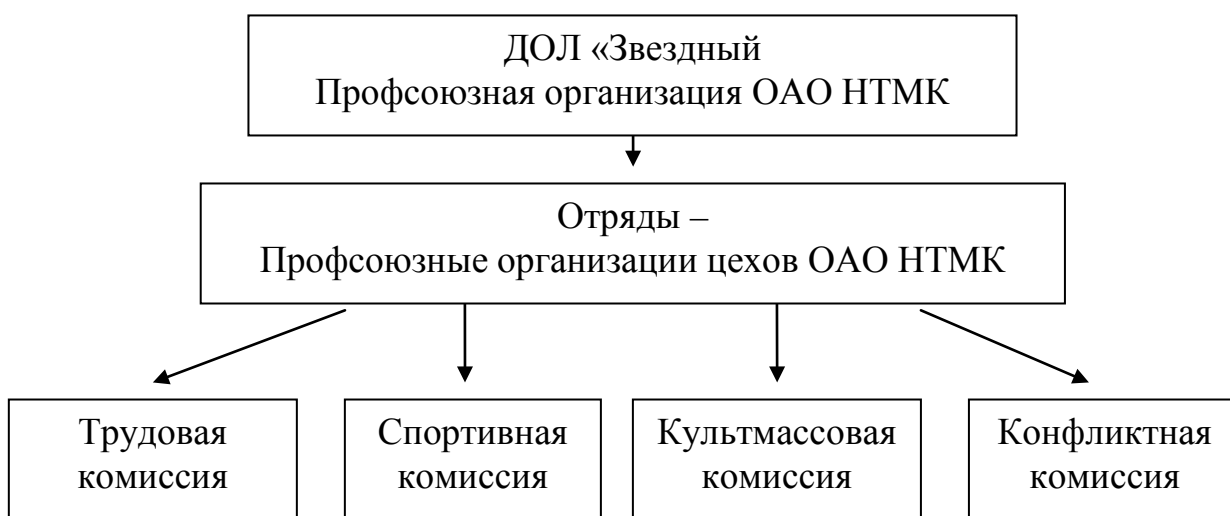 ДОЛ «Звездный
Профсоюзная организация ОАО НТМК
Отряды –
Профсоюзные организации цехов ОАО НТМК
Трудовая
комиссия
Спортивная
комиссия
Культмассовая
комиссия
Конфликтная
комиссия